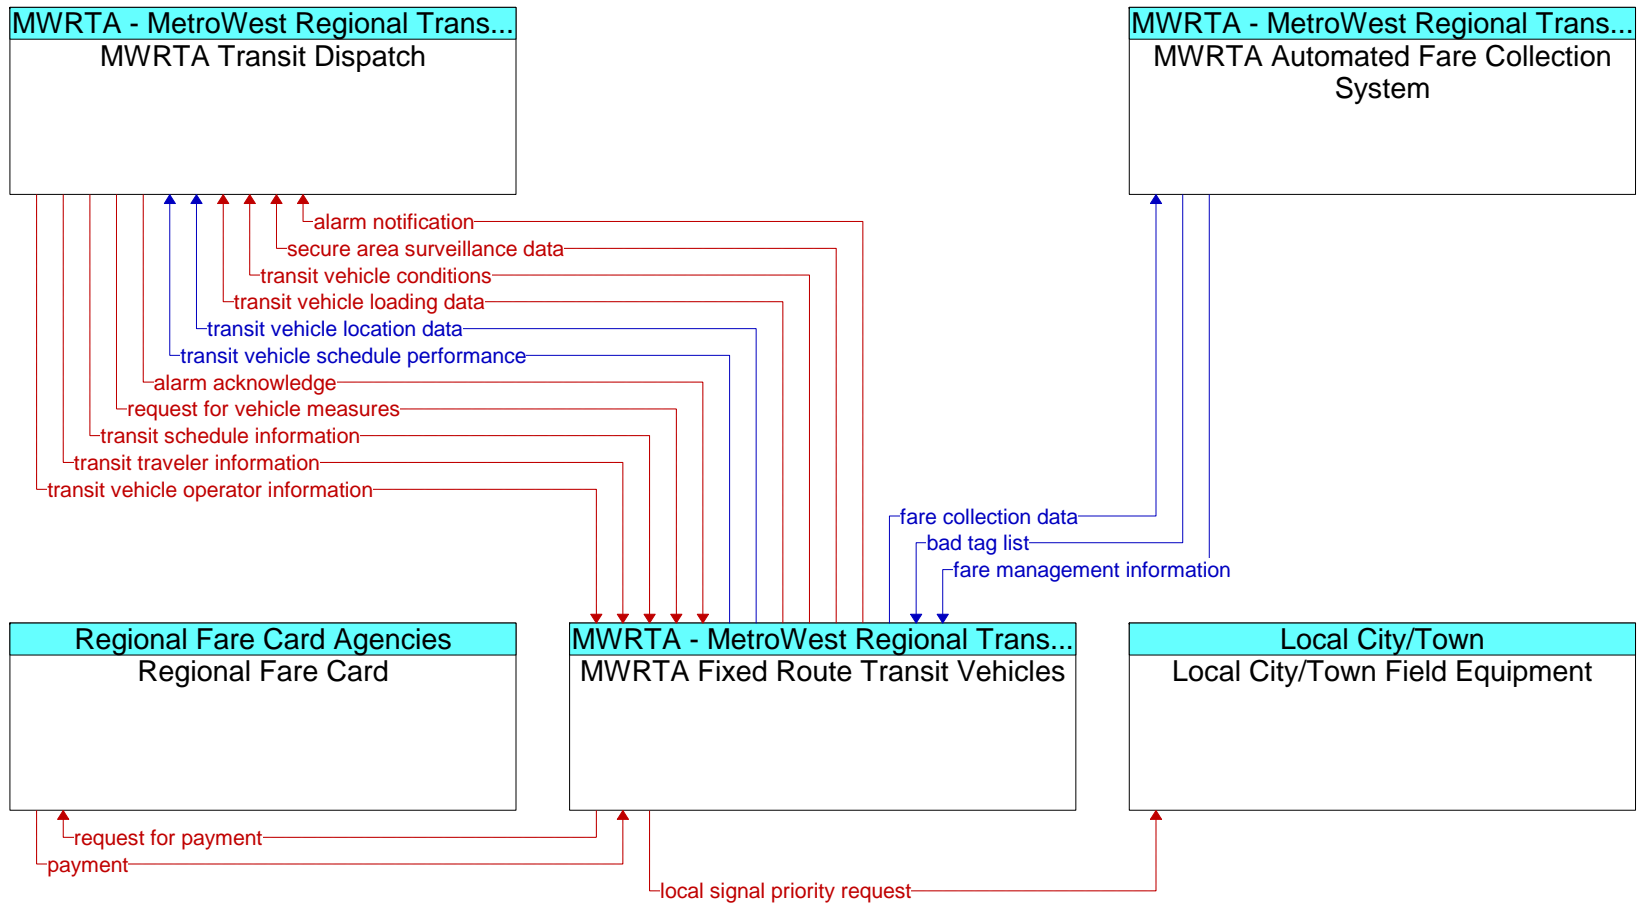 MWRTA - MetroWest Regional Trans...
MWRTA Transit Dispatch
MWRTA - MetroWest Regional Trans...
MWRTA Automated Fare Collection
System
alarm notification
secure area surveillance data
transit vehicle conditions
transit vehicle loading data
transit vehicle location data
transit vehicle schedule performance
alarm acknowledge
request for vehicle measures
transit schedule information
transit traveler information
transit vehicle operator information
fare collection data
bad tag list
fare management information
Regional Fare Card Agencies
Regional Fare Card
MWRTA - MetroWest Regional Trans...
MWRTA Fixed Route Transit Vehicles
Local City/Town
Local City/Town Field Equipment
request for payment
payment
local signal priority request